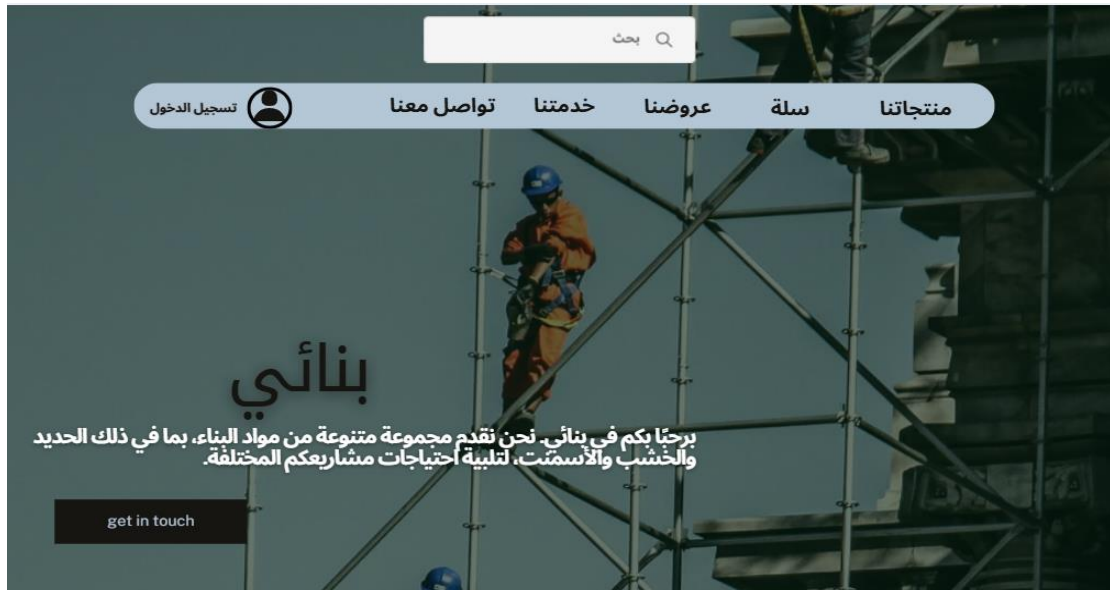 بحث
منتجاتنا
سلة
عروضنا
خدمتنا
تواصل معنا
تسجيل الدخول
بنائي
برحبًا بكم في بنائي. نحن نقدم مجموعة متنوعة من مواد البناء، بما في ذلك الحديد
والخشب والأسمنت، لتلبية احتياجات مشاريعكم المختلفة.
get in touch